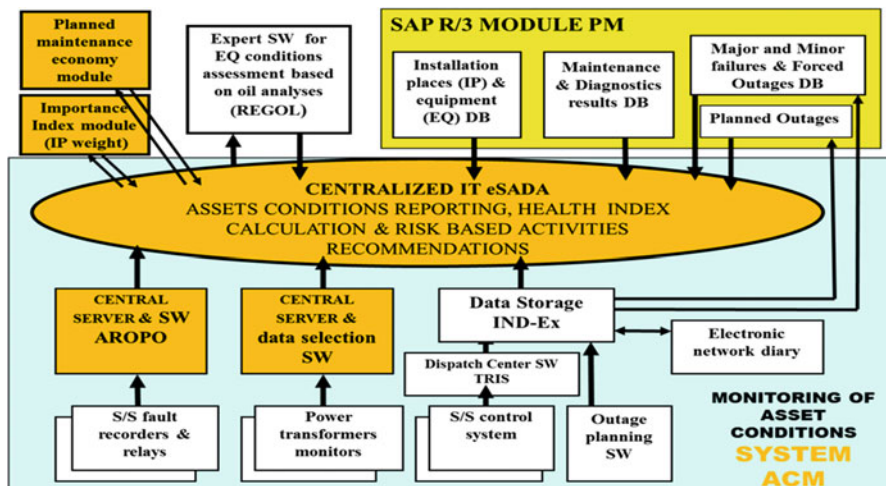 SAP R/3 MODULE PM
Planned
maintenance
economy
module
Importance
Index module
(IP weight)
Expert SW for
EQ conditions
assessment based
on oil analyses
(REGOL)
Installation
places (IP) &
equipment
(EQ) DB
Maintenance
& Diagnostics
results DB
Major and Minor
failures & Forced
Outages DB
Planned Outages
CENTRALIZED IT eSADA
ASSETS CONDITIONS REPORTING, HEALTH INDEX
CALCULATION & RISK BASED ACTIVITIES
RECOMMENDATIONS
CENTRAL
SERVER & SW
AROPO
CENTRAL
SERVER &
data selection
SW
Data Storage
IND-Ex
Electronic
network diary
Dispatch Center SW
TRIS
S/S fault
recorders &
relays
Power
transformers
monitors
S/S control
system
Outage
planning
SW
MONITORING OF
ASSET
CONDITIONS
SYSTEM
ACM